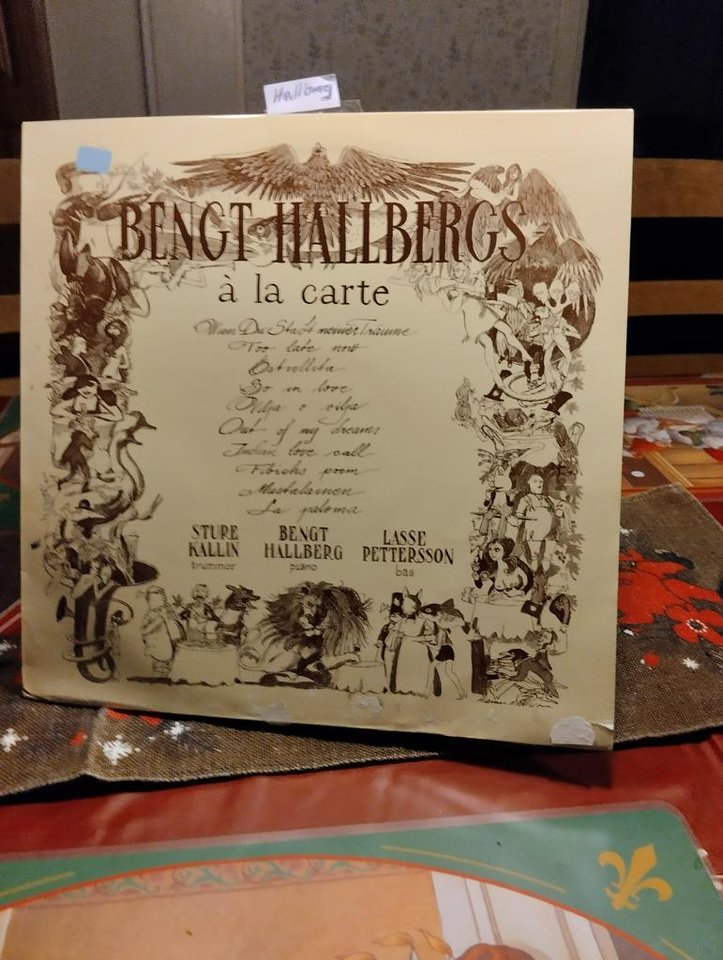 Hallberg
BENGT HALLBERGS
à la carte
Wien Du Stadt meiner Träume
Too late now
Estrellita
So in love
Vilja o vilja
Out of my dreams
Indian love call
Fibichs poem
Mustalainen
La paloma
STURE
KALLIN
trummor
BENGT
HALLBERG
piano
LASSE
PETTERSSON
bas